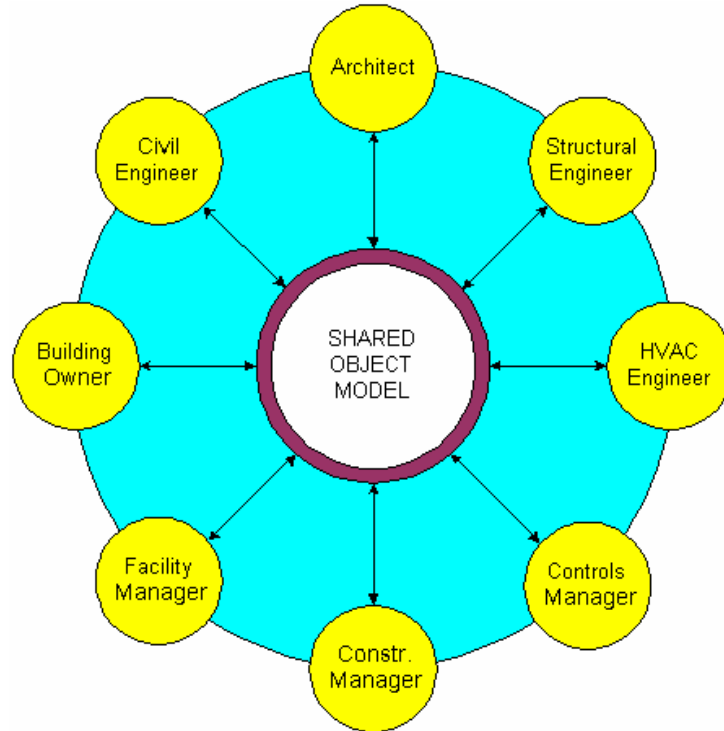 Architect
Civil
Engineer
Structural
Engineer
Building
Owner
SHARED
OBJECT
MODEL
HVAC
Engineer
Facility
Manager
Controls
Manager
Constr.
Manager